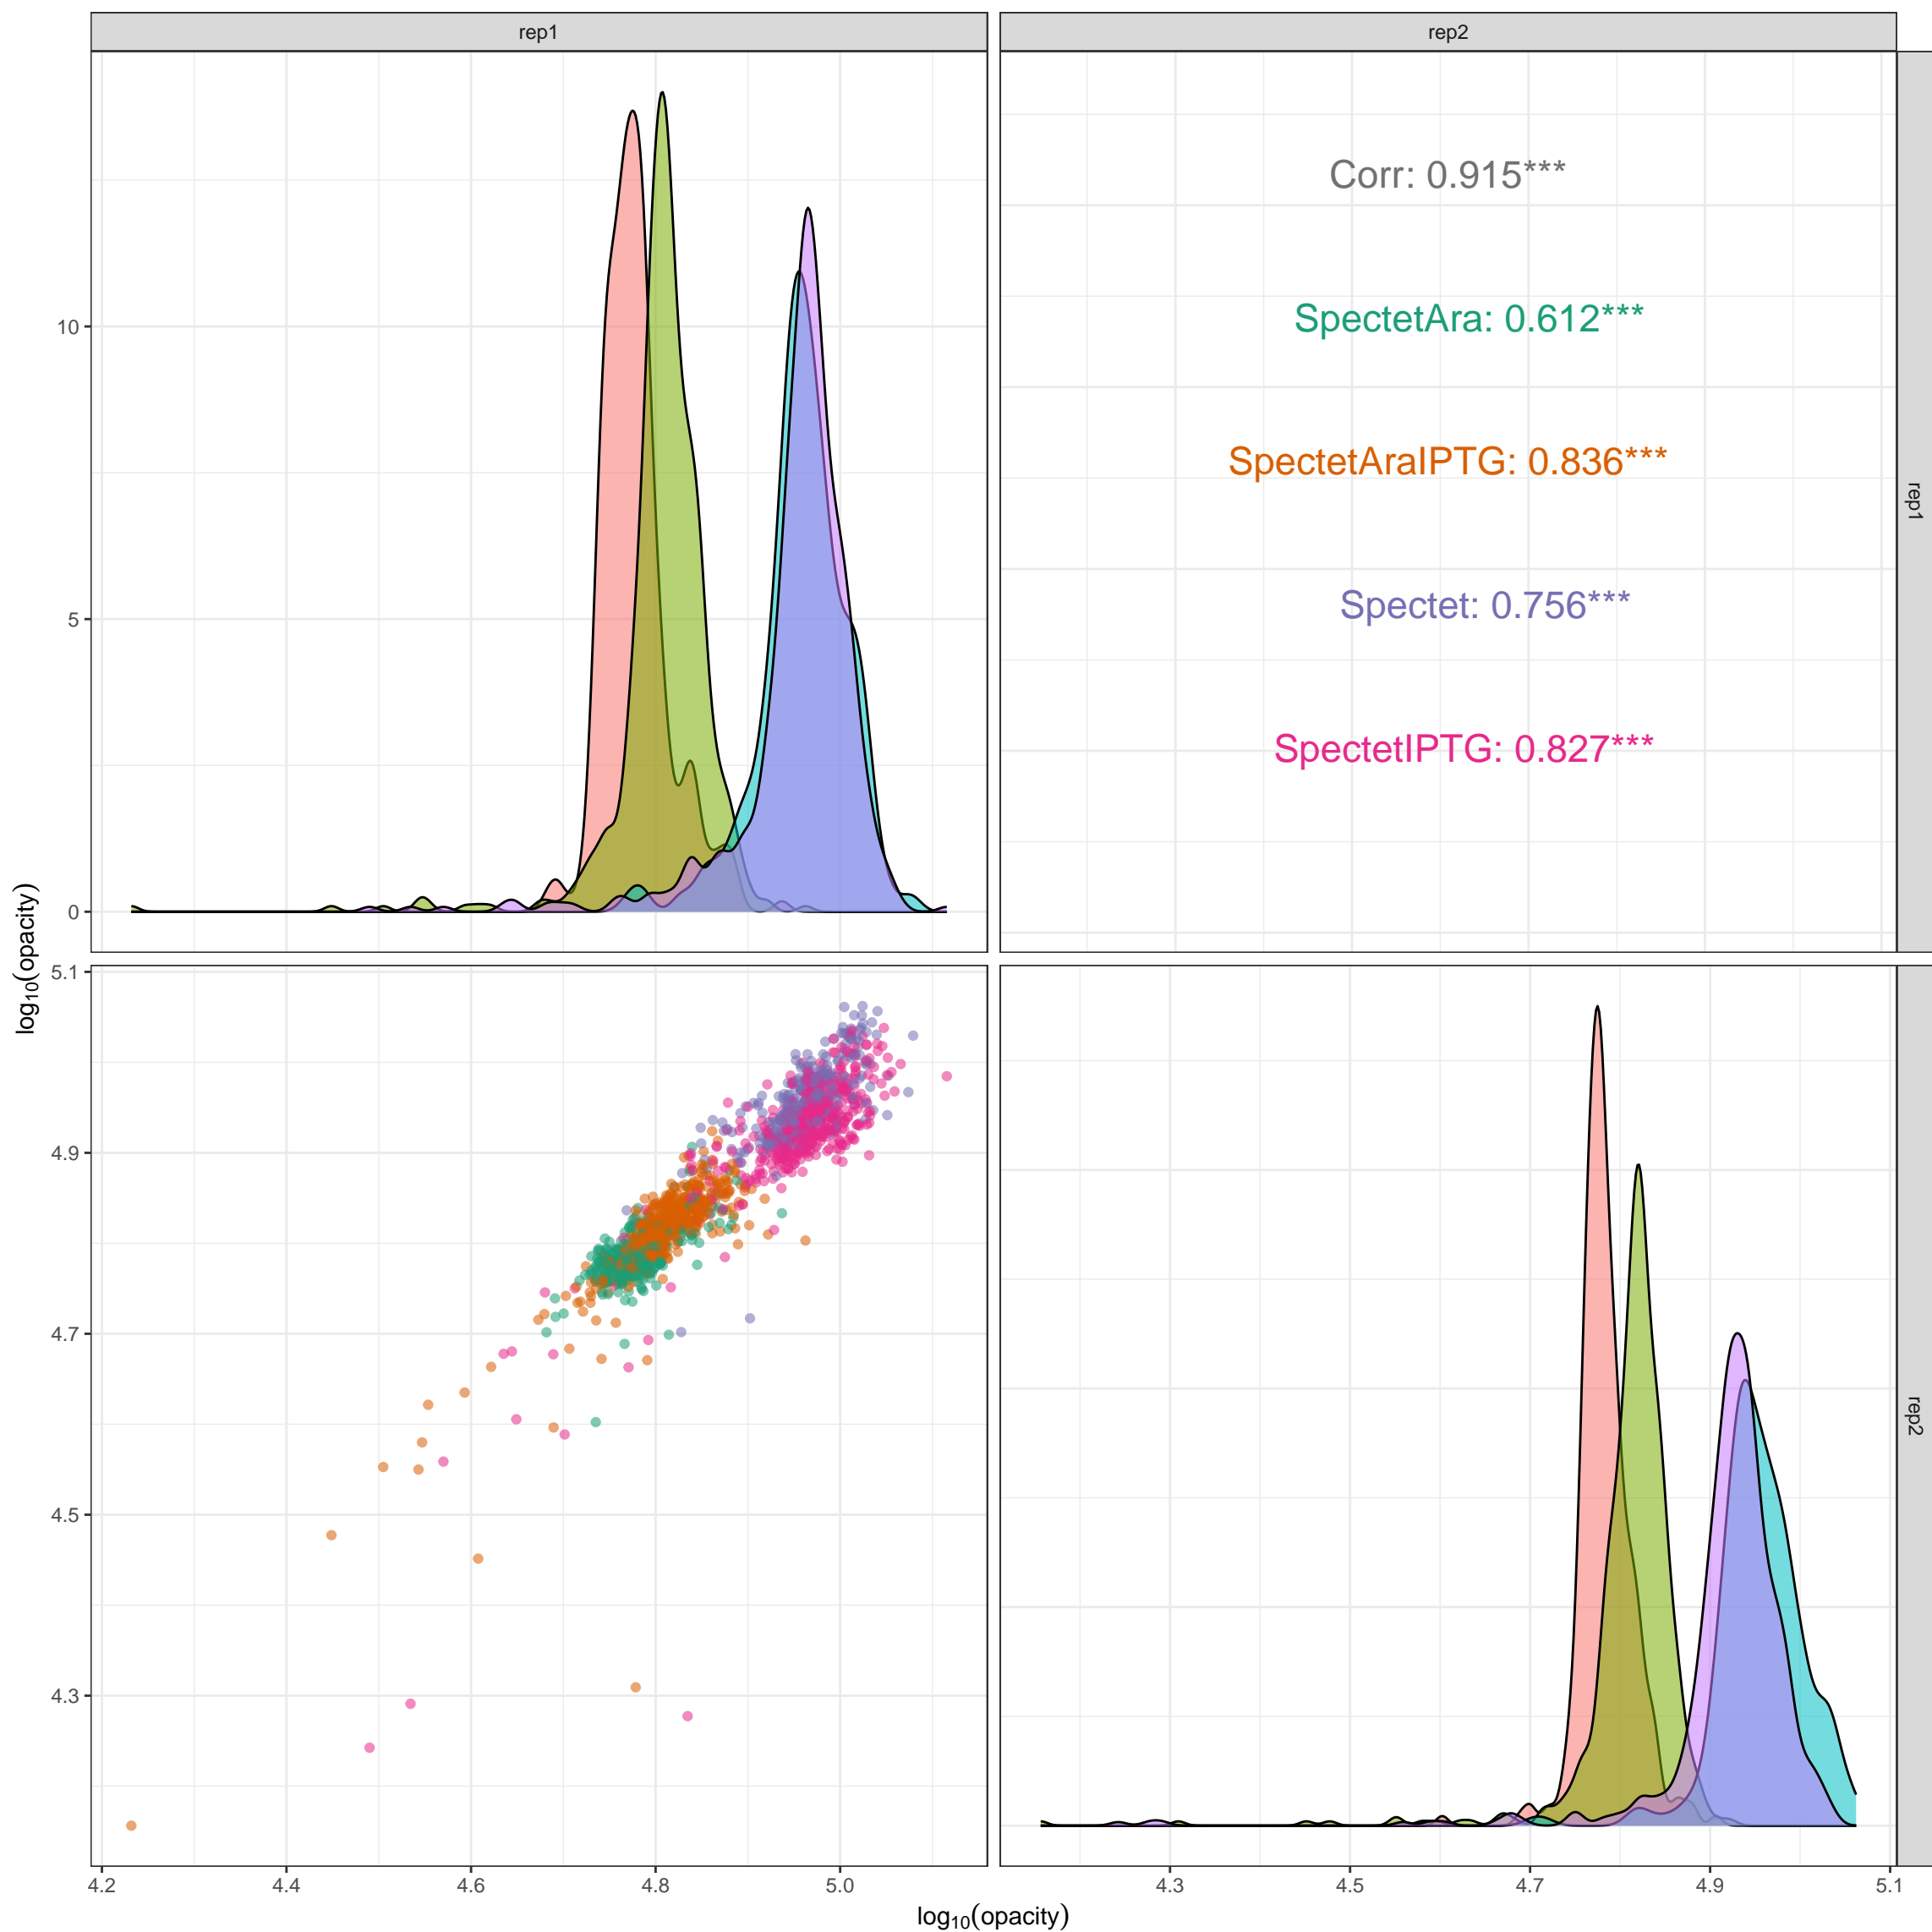 rep1
rep2
Corr: 0.915***
SpectetAra: 0.612***
SpectetAraIPTG: 0.836***
Spectet: 0.756***
SpectetIPTG: 0.827***
rep1
10
5
0
log10(opacity)
5.1
4.9
4.7
4.5
4.3
rep2
4.2 4.4 4.6 4.8 5.0
4.3 4.5 4.7 4.9 5.1
log10(opacity)